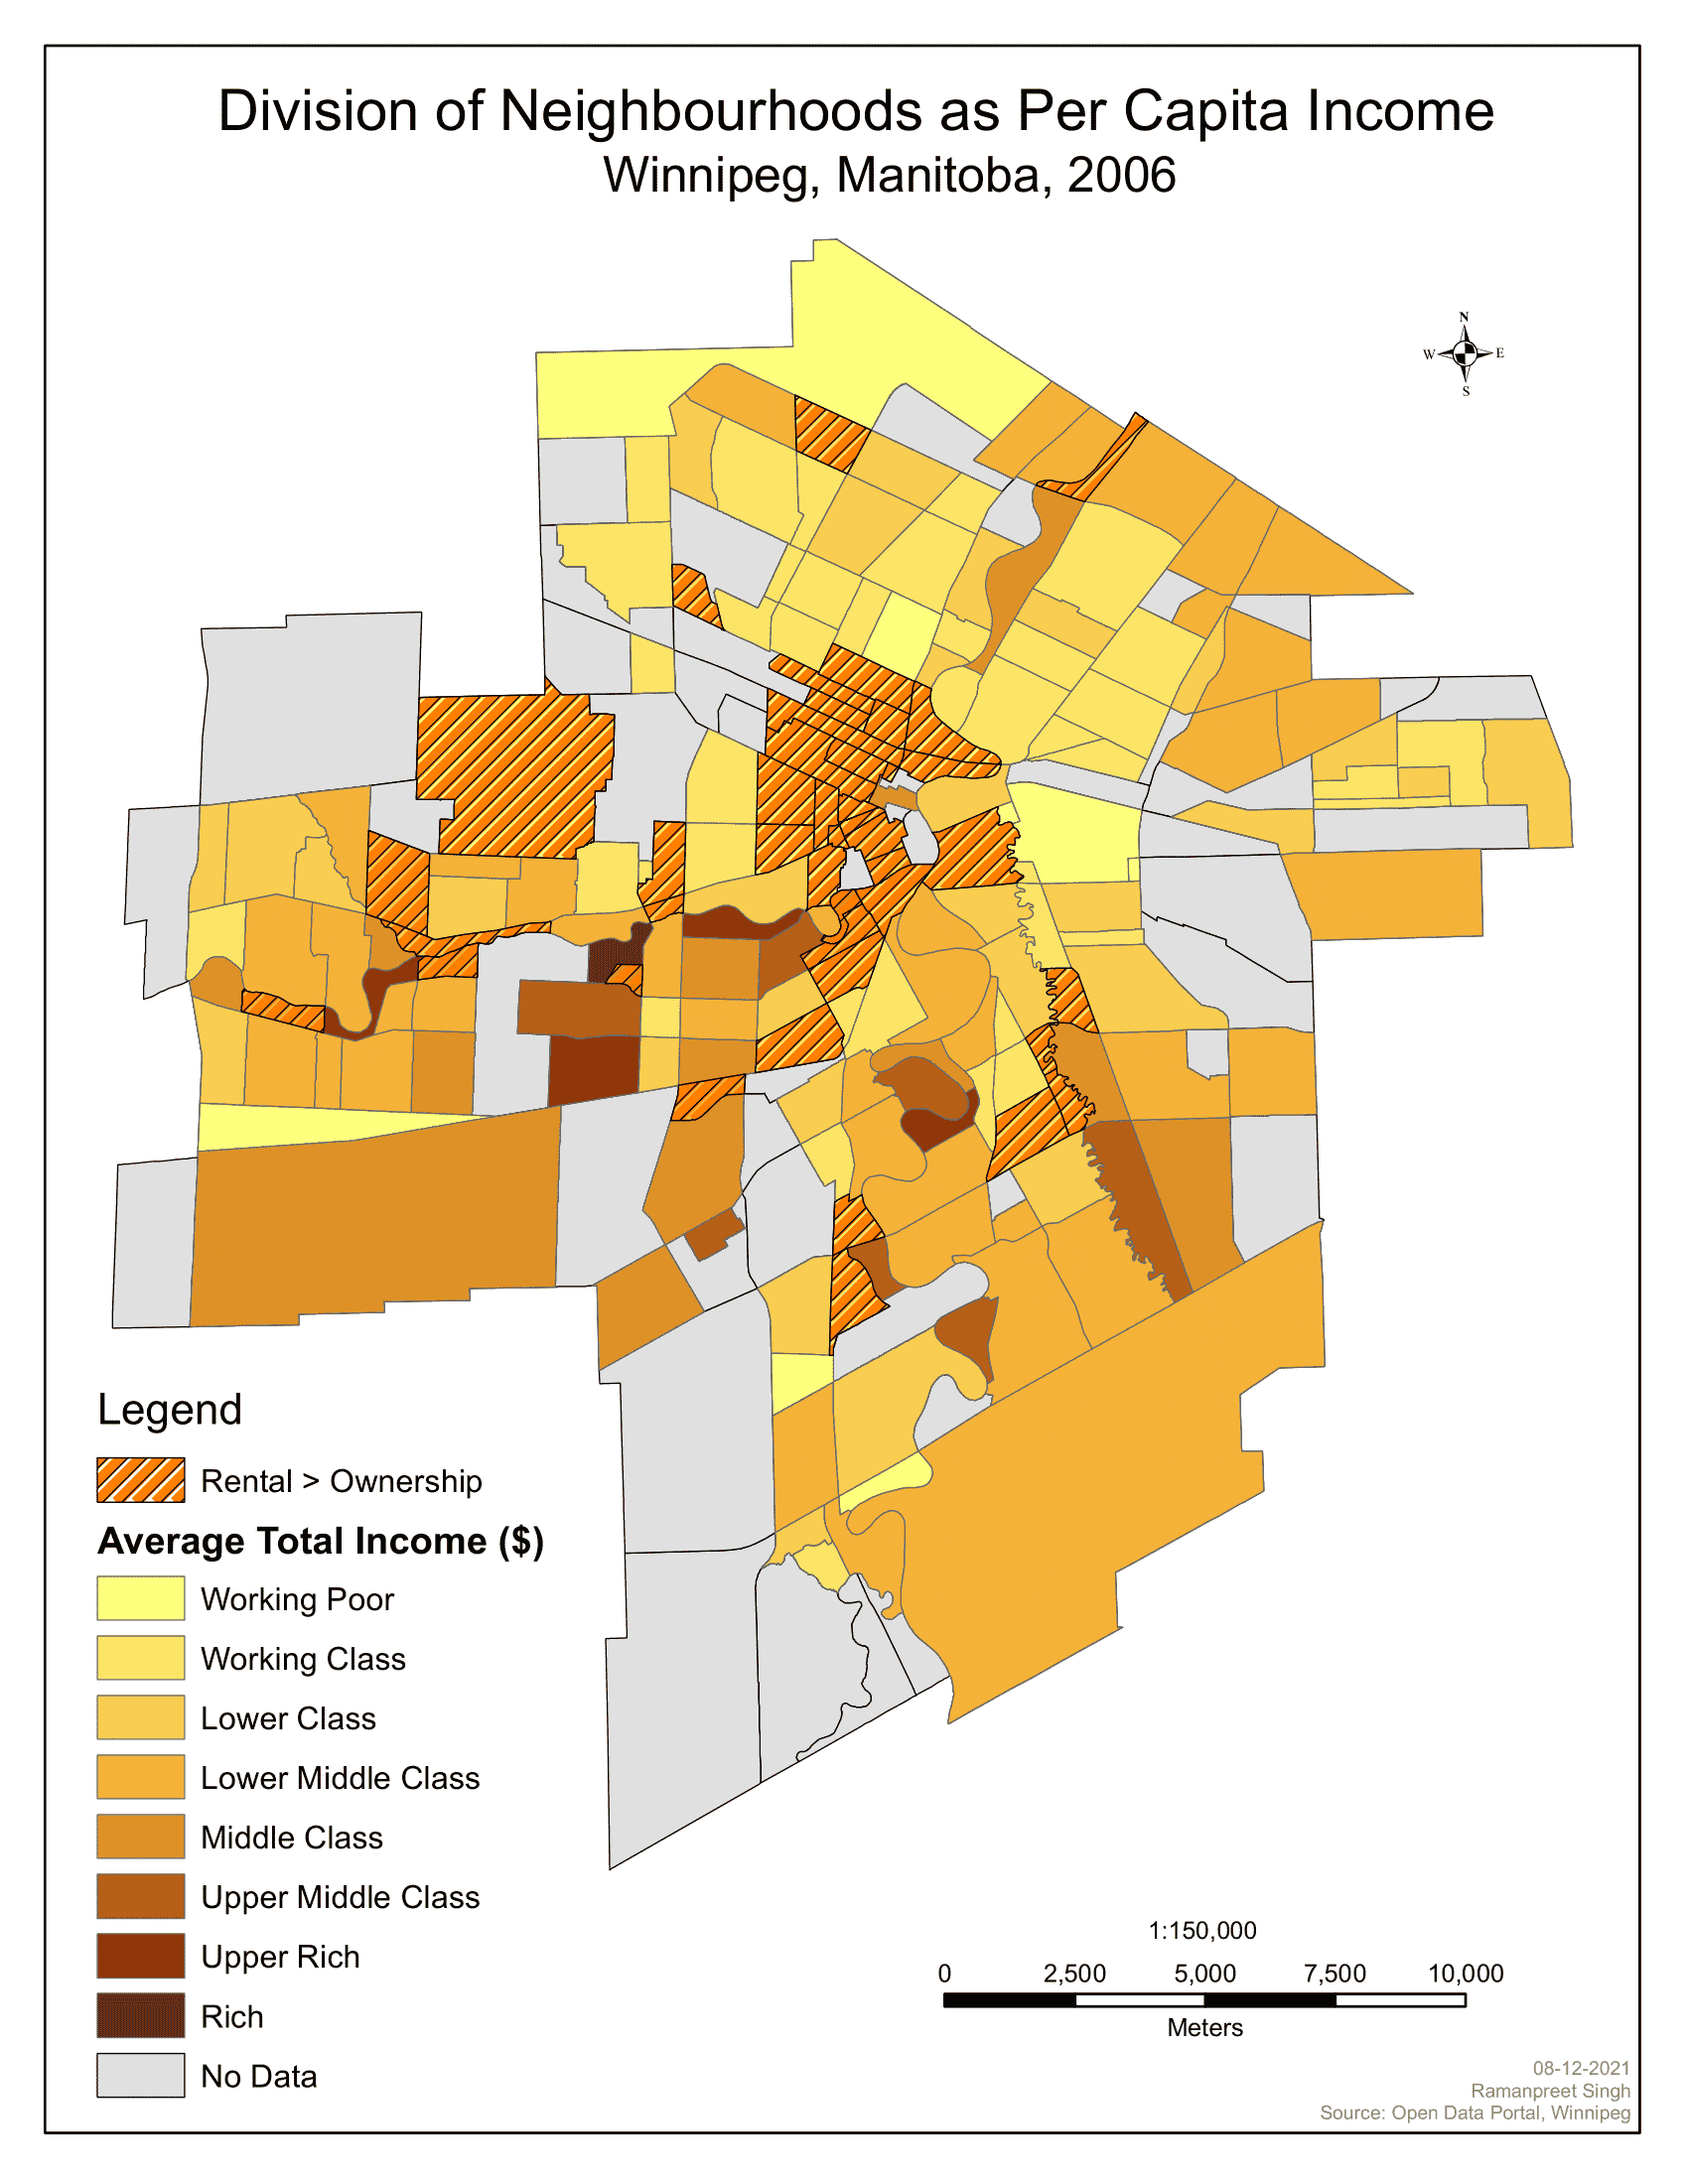 Division of Neighbourhoods as Per Capita Income
Winnipeg, Manitoba, 2006
N
W
E
S
Legend
Rental > Ownership
Average Total Income ($)
Working Poor
Working Class
Lower Class
Lower Middle Class
Middle Class
Upper Middle Class
Upper Rich
Rich
No Data
1:150,000
0 2,500 5,000 7,500 10,000
Meters
08-12-2021
Ramanpreet Singh
Source: Open Data Portal, Winnipeg